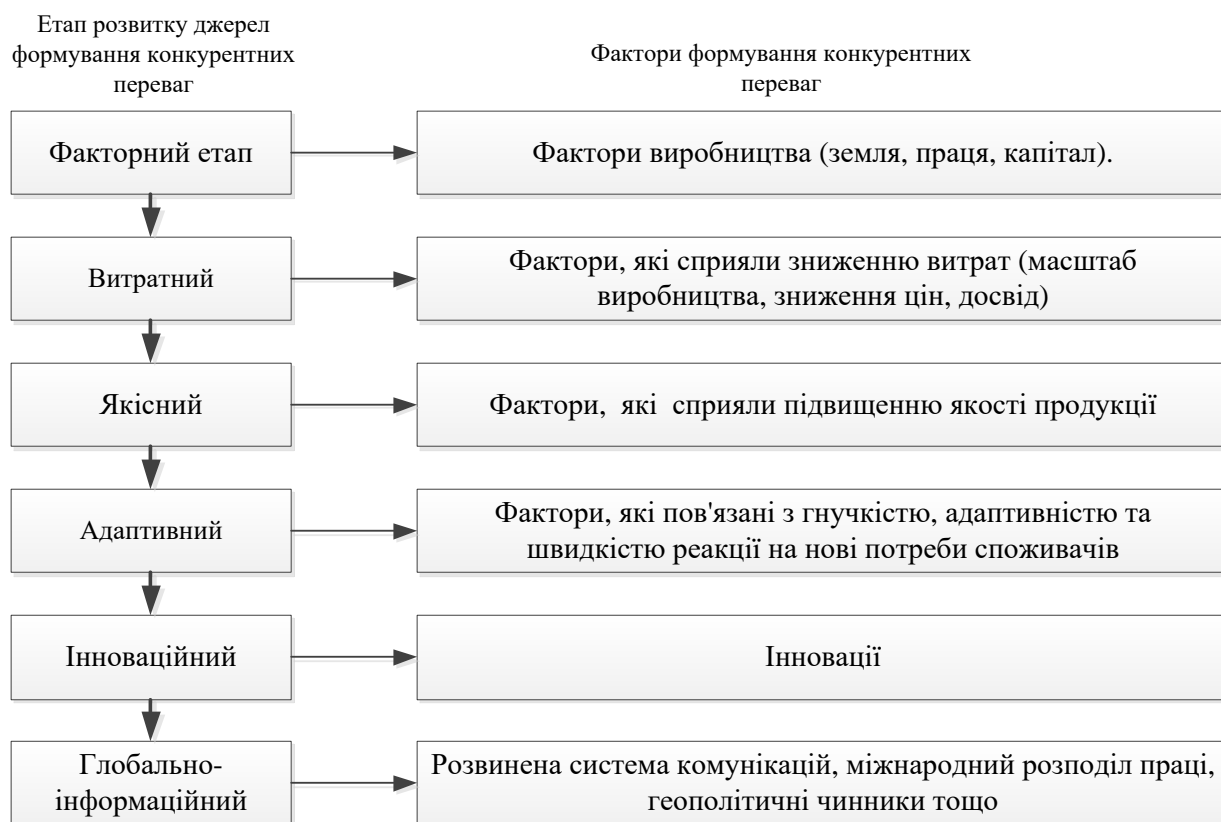 Етап розвитку джерел
формування конкурентних
переваг
Фактори формування конкурентних
переваг
Факторний етап
Фактори виробництва (земля, праця, капітал).
Витратний
Фактори, які сприяли зниженню витрат (масштаб
виробництва, зниження цін, досвід)
Якісний
Фактори, які сприяли підвищенню якості продукції
Адаптивний
Фактори, які пов'язані з гнучкістю, адаптивністю та
швидкістю реакції на нові потреби споживачів
Інноваційний
Інновації
Глобально-
інформаційний
Розвинена система комунікацій, міжнародний розподіл праці,
геополітичні чинники тощо